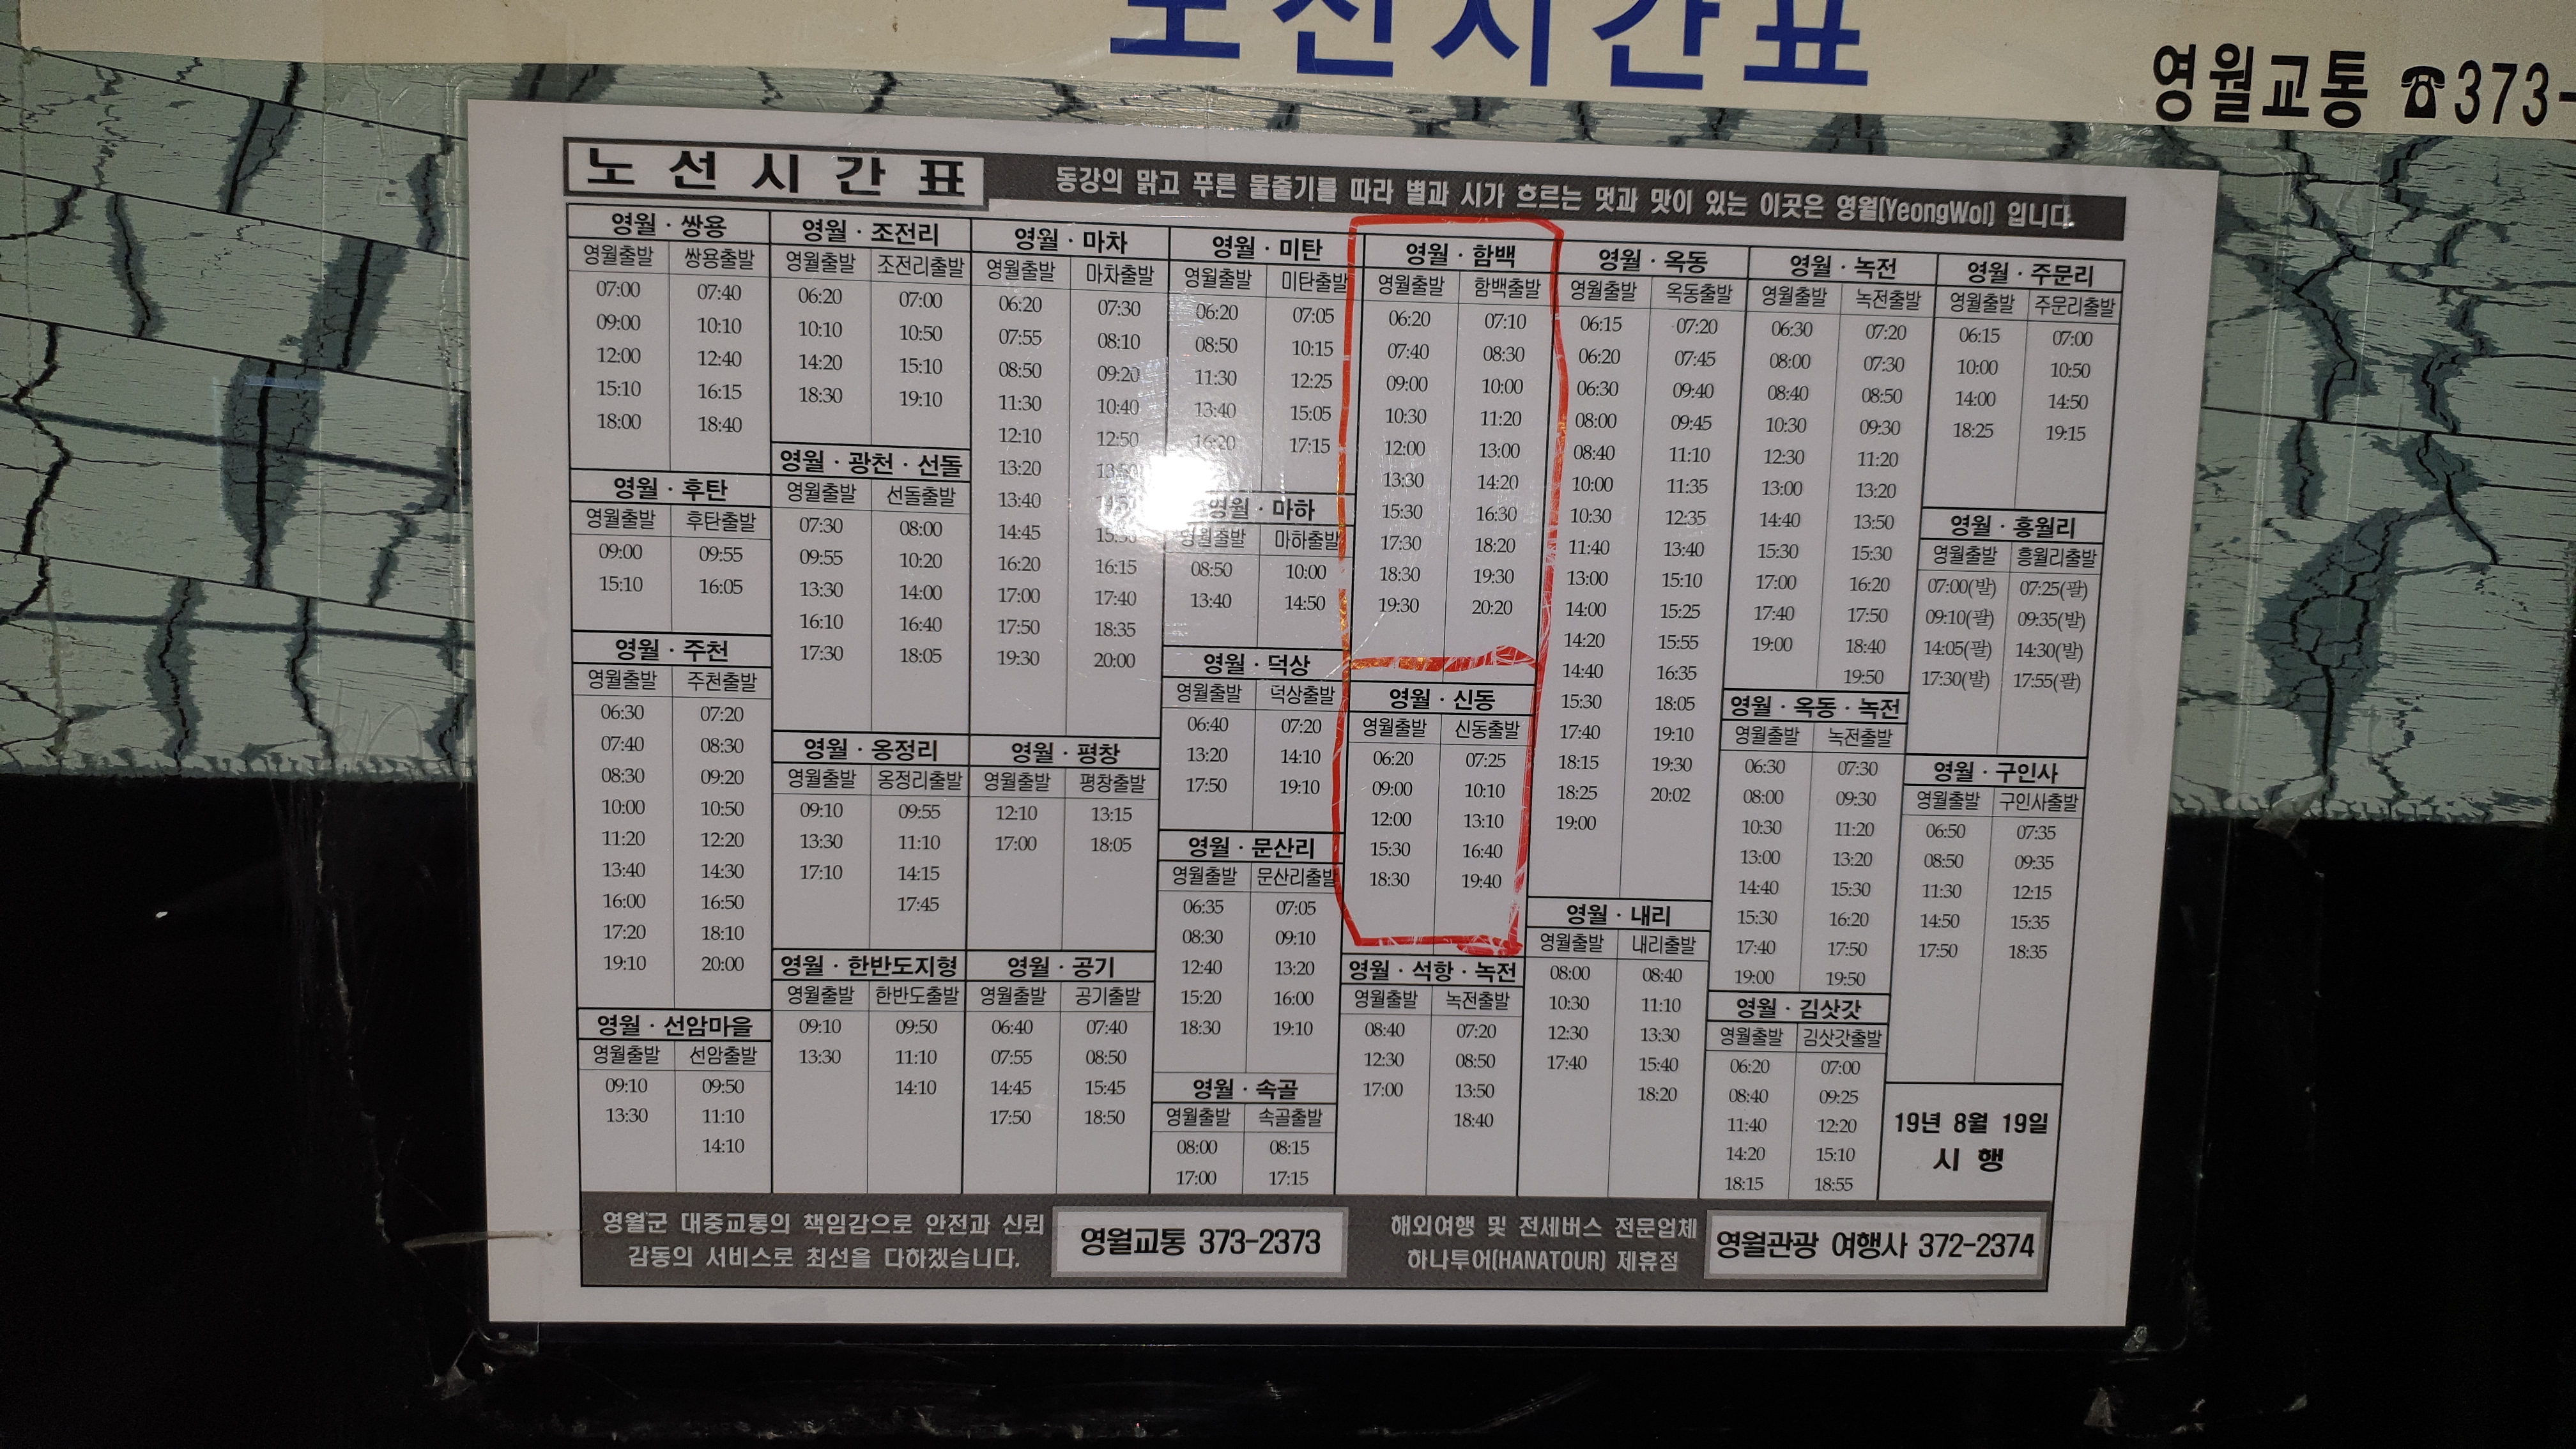 노선시간표
영월교통 ☎373-
노선시간표
동강의 맑고 푸른 물줄기를 따라 별과 시가 흐르는 멋과 맛이 있는 이곳은 영월(YeongWol) 입니다.
영월 · 쌍용
영월출발 쌍용출발
07:00 07:40
09:00 10:10
12:00 12:40
15:10 16:15
18:00 18:40
영월 · 후탄
영월출발 후탄출발
09:00 09:55
15:10 16:05
영월 · 주천
영월출발 주천출발
06:30 07:20
07:40 08:30
08:30 09:20
10:00 10:50
11:20 12:20
13:40 14:30
16:00 16:50
17:20 18:10
19:10 20:00
영월 · 선암마을
영월출발 선암출발
09:10 09:50
13:30 11:10
14:10
영월 · 조전리
영월출발 조전리출발
06:20 07:00
10:10 10:50
14:20 15:10
18:30 19:10
영월 · 광천 · 선돌
영월출발 선돌출발
07:30 08:00
09:55 10:20
13:30 14:00
16:10 16:40
17:30 18:05
영월 · 옹정리
영월출발 옹정리출발
09:10 09:55
13:30 11:10
17:10 14:15
17:45
영월 · 한반도지형
영월출발 한반도출발
09:10 09:50
13:30 11:10
14:10
영월 · 마차
영월출발 마차출발
06:20 07:30
07:55 08:10
08:50 09:20
11:30 10:40
12:10 12:50
13:20
13:40
14:45
16:20 16:15
17:00 17:40
17:50 18:35
19:30 20:00
영월 · 평창
영월출발 평창출발
12:10 13:15
17:00 18:05
영월 · 공기
영월출발 공기출발
06:40 07:40
07:55 08:50
14:45 15:45
17:50 18:50
영월 · 미탄
영월출발 미탄출발
06:20 07:05
08:50 10:15
11:30 12:25
13:40 15:05
16:20 17:15
영월 · 마하
영월출발 마하출발
08:50 10:00
13:40 14:50
영월 · 덕상
영월출발 덕상출발
06:40 07:20
13:20 14:10
17:50 19:10
영월 · 문산리
영월출발 문산리출발
06:35 07:05
08:30 09:10
12:40 13:20
15:20 16:00
18:30 19:10
영월 · 속골
영월출발 속골출발
08:00 08:15
17:00 17:15
영월 · 함백
영월출발 함백출발
06:20 07:10
07:40 08:30
09:00 10:00
10:30 11:20
12:00 13:00
13:30 14:20
15:30 16:30
17:30 18:20
18:30 19:30
19:30 20:20
영월 · 신동
영월출발 신동출발
06:20 07:25
09:00 10:10
12:00 13:10
15:30 16:40
18:30 19:40
영월 · 석항 · 녹전
영월출발 녹전출발
08:40 07:20
12:30 08:50
17:00 13:50
18:40
영월 · 옥동
영월출발 옥동출발
06:15 07:20
06:20 07:45
06:30 09:40
08:00 09:45
08:40 11:10
10:00 11:35
10:30 12:35
11:40 13:40
13:00 15:10
14:00 15:25
14:20 15:55
14:40 16:35
15:30 18:05
17:40 19:10
18:15 19:30
18:25 20:02
19:00
영월 · 내리
영월출발 내리출발
08:00 08:40
10:30 11:10
12:30 13:30
17:40 15:40
18:20
영월 · 녹전
영월출발 녹전출발
06:30 07:20
08:00 07:30
08:40 08:50
10:30 09:30
12:30 11:20
13:00 13:20
14:40 13:50
15:30 15:30
17:00 16:20
17:40 17:50
19:00 18:40
19:50
영월 · 옥동 · 녹전
영월출발 녹전출발
06:30 07:30
08:00 09:30
10:30 11:20
13:00 13:20
14:40 15:30
15:30 16:20
17:40 17:50
19:00 19:50
영월 · 김삿갓
영월출발 김삿갓출발
06:20 07:00
08:40 09:25
11:40 12:20
14:20 15:10
18:15 18:55
영월 · 주문리
영월출발 주문리출발
06:15 07:00
10:00 10:50
14:00 14:50
18:25 19:15
영월 · 흥월리
영월출발 흥월리출발
07:00(발) 07:25(팔)
09:10(팔) 09:35(발)
14:05(팔) 14:30(발)
17:30(발) 17:55(팔)
영월 · 구인사
영월출발 구인사출발
06:50 07:35
08:50 09:35
11:30 12:15
14:50 15:35
17:50 18:35
19년 8월 19일
시 행
영월군 대중교통의 책임감으로 안전과 신뢰
감동의 서비스로 최선을 다하겠습니다.
영월교통 373-2373
해외여행 및 전세버스 전문업체
하나투어(HANATOUR) 제휴점
영월관광 여행사 372-2374